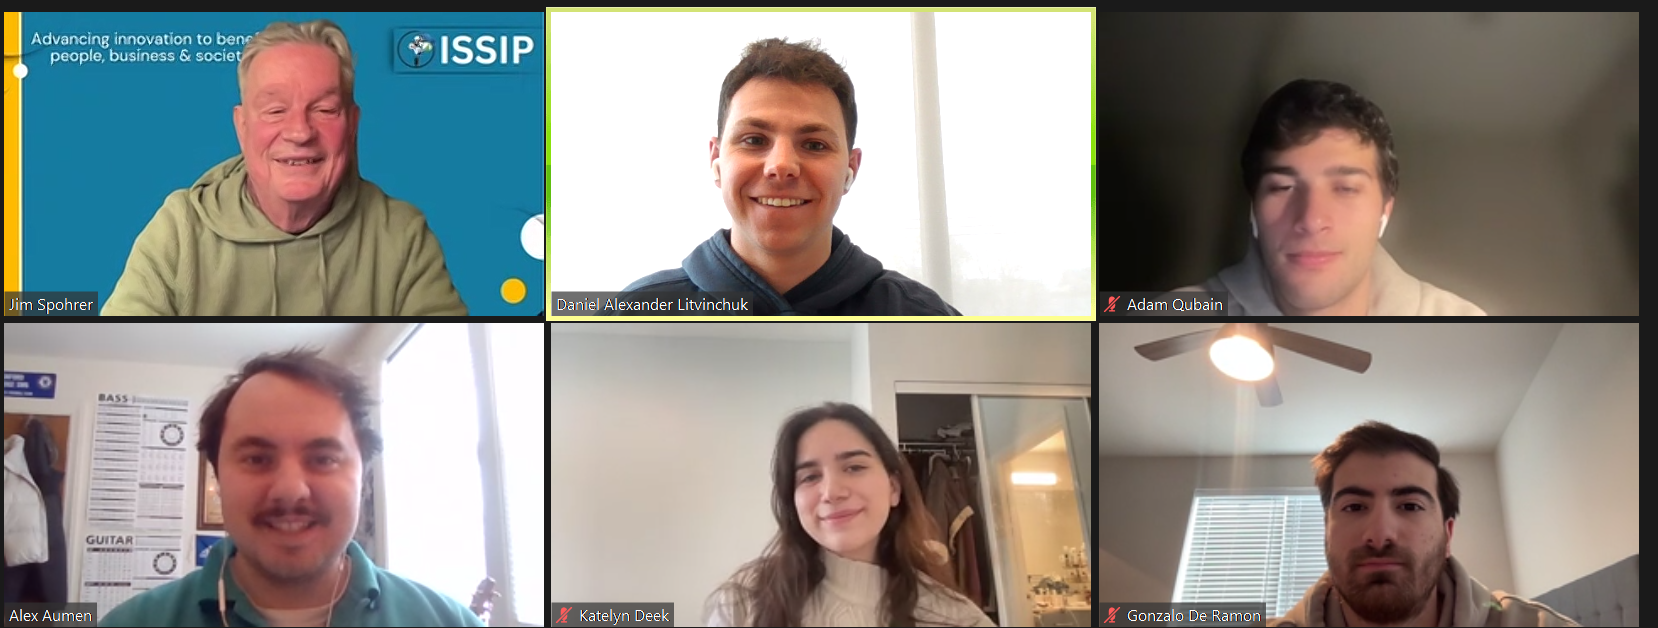 Advancing innovation to bene
people, business & societ
ISSIP
Jim Spohrer
Daniel Alexander Litvinchuk
Adam Qubain
BASS
GUITAR
Alex Aumen
Katelyn Deek
Gonzalo De Ramon